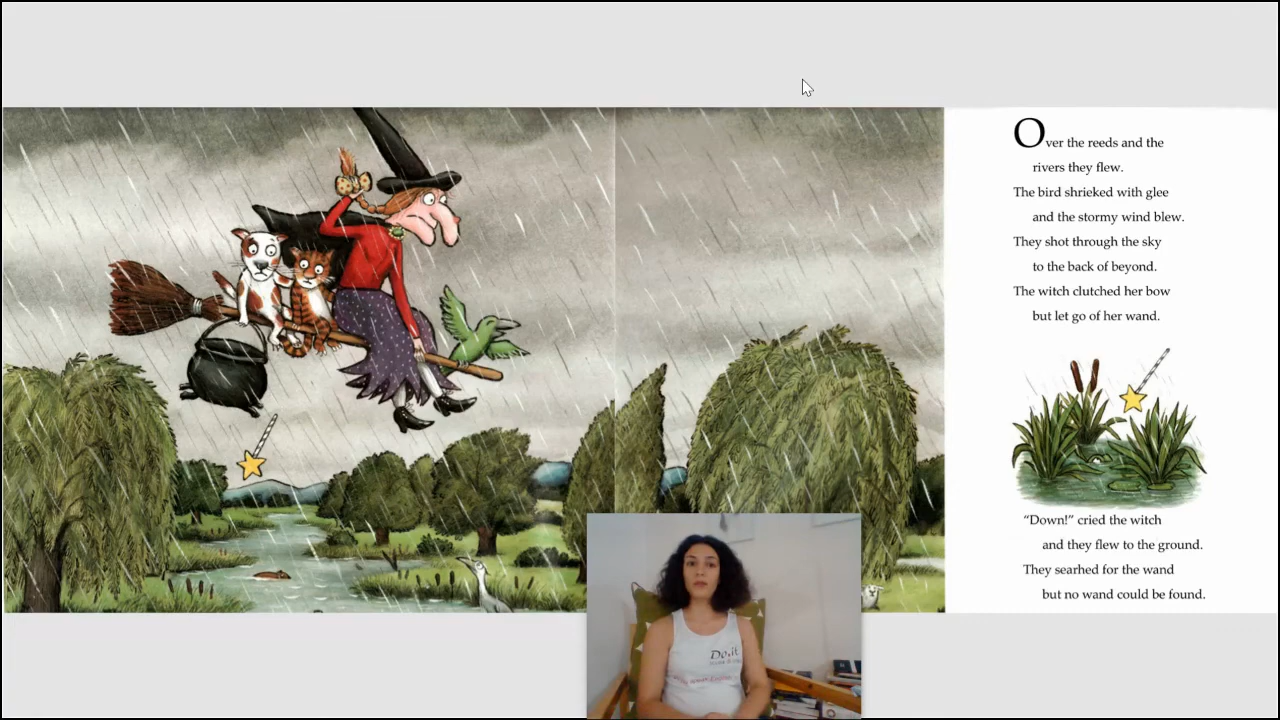 Over the reeds and the
rivers they flew.
The bird shrieked with glee
and the stormy wind blew.
They shot through the sky
to the back of beyond.
The witch clutched her bow
but let go of her wand.
“Down!” cried the witch
and they flew to the ground.
They searhed for the wand
but no wand could be found.
Do it